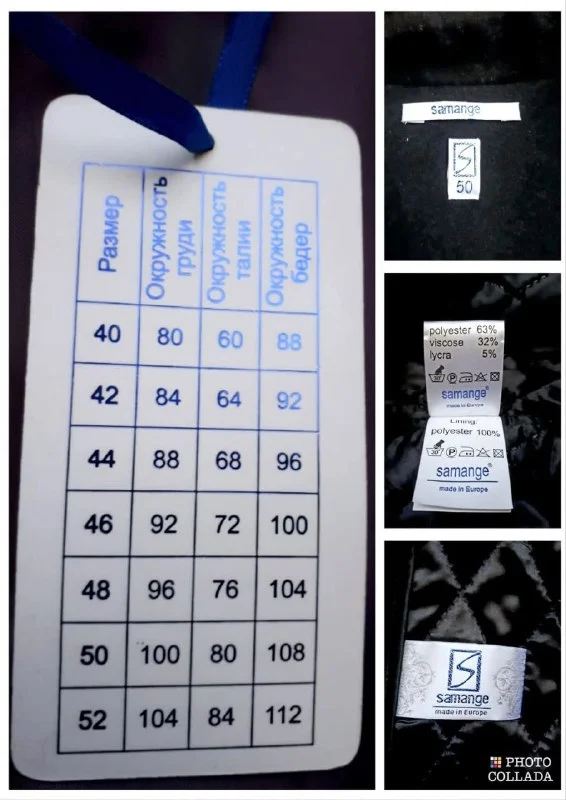 Размер Окружность груди Окружность талии Окружность бедер
40 80 60 88
42 84 64 92
44 88 68 96
46 92 72 100
48 96 76 104
50 100 80 108
52 104 84 112
samange
S
50
polyester 63%
viscose 32%
lycra 5%
30° P
samange®
made in Europe
Lining:
polyester 100%
30° P
samange®
made in Europe
S
samange
made in Europe
PHOTO
COLLADA